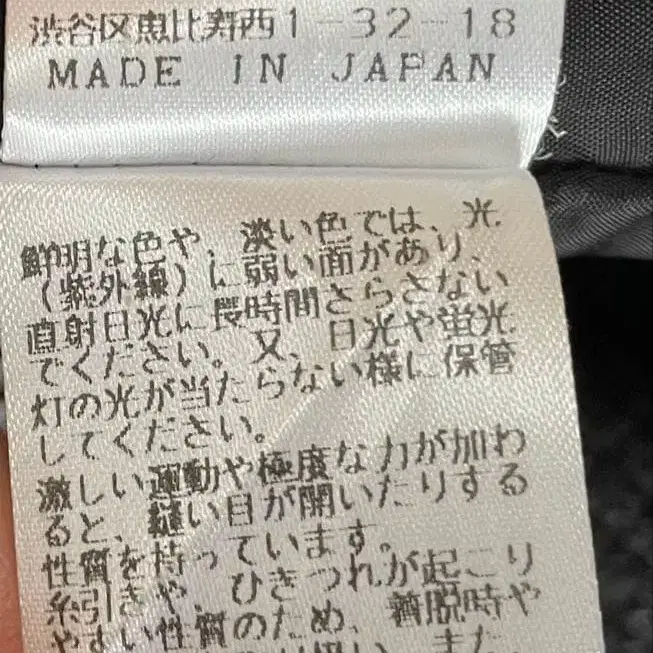 渋谷区恵比寿西1-32-18
MADE IN JAPAN
鮮明な色や、淡い色では、光
（紫外線）に弱い面があり、
直射日光に長時間さらさない
でください。又、日光や蛍光
灯の光が当たらない様に保管
してください。
激しい運動や極度な力が加わ
ると、縫い目が開いたりする
性質を持っています。
糸引きや、ひきつれが起こり
やすい性質のため、着脱時や
また、